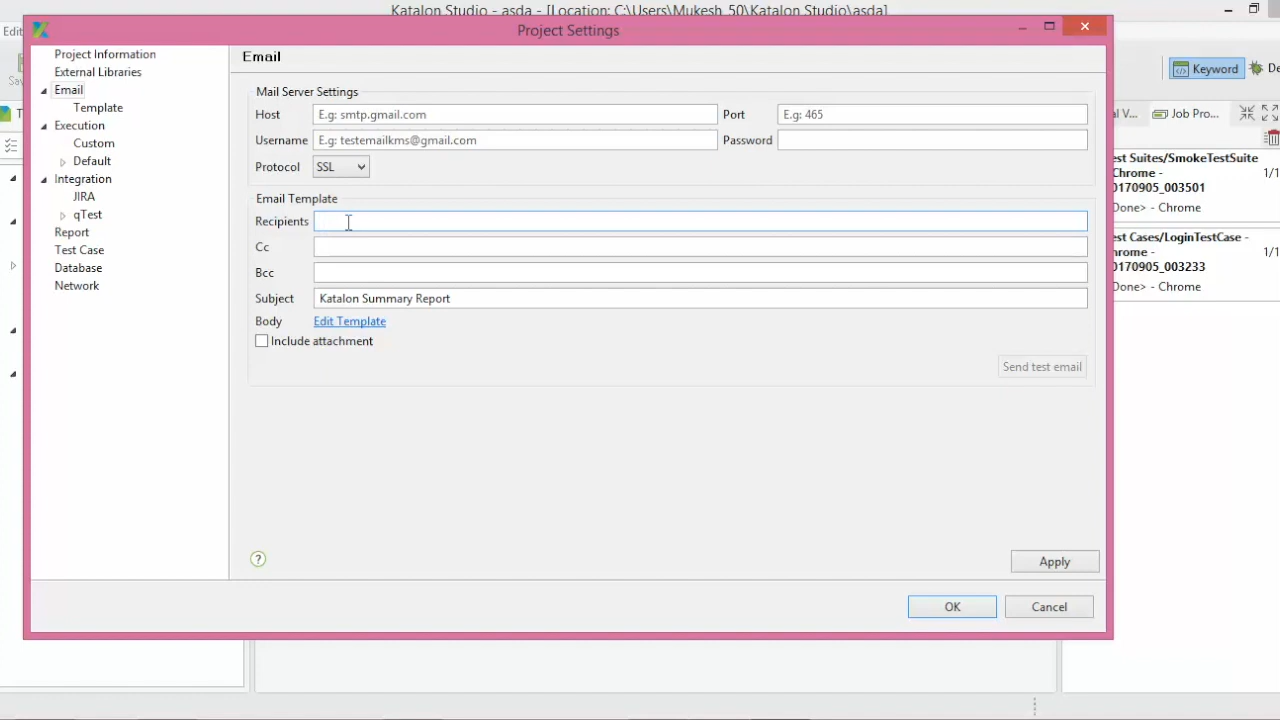 Katalon Studio - asda - [Location: C:\Users\Mukesh_50\Katalon Studio\asda]
Project Settings
Edit
Project Information
External Libraries
Email
Template
Execution
Custom
Default
Integration
JIRA
qTest
Report
Test Case
Database
Network
Email
Mail Server Settings
Host E.g: smtp.gmail.com Port E.g: 465
Username E.g: testemailkms@gmail.com Password
Protocol SSL
Email Template
Recipients
Cc
Bcc
Subject Katalon Summary Report
Body Edit Template
Include attachment
Send test email
?
Apply
OK Cancel
Keyword De
al V... Job Pro...
est Suites/SmokeTestSuite
Chrome - 1/1
0170905_003501
Done> - Chrome
est Cases/LoginTestCase -
hrome - 1/1
0170905_003233
Done> - Chrome